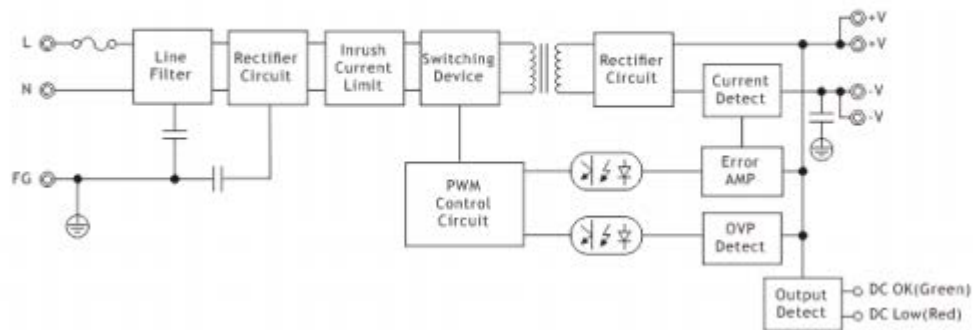 L
N
FG
Line
Filter
Rectifier
Circuit
Inrush
Current
Limit
Switching
Device
Rectifier
Circuit
Current
Detect
+V
+V
-V
-V
PWM
Control
Circuit
Error
AMP
OVP
Detect
Output
Detect
DC OK(Green)
DC Low(Red)